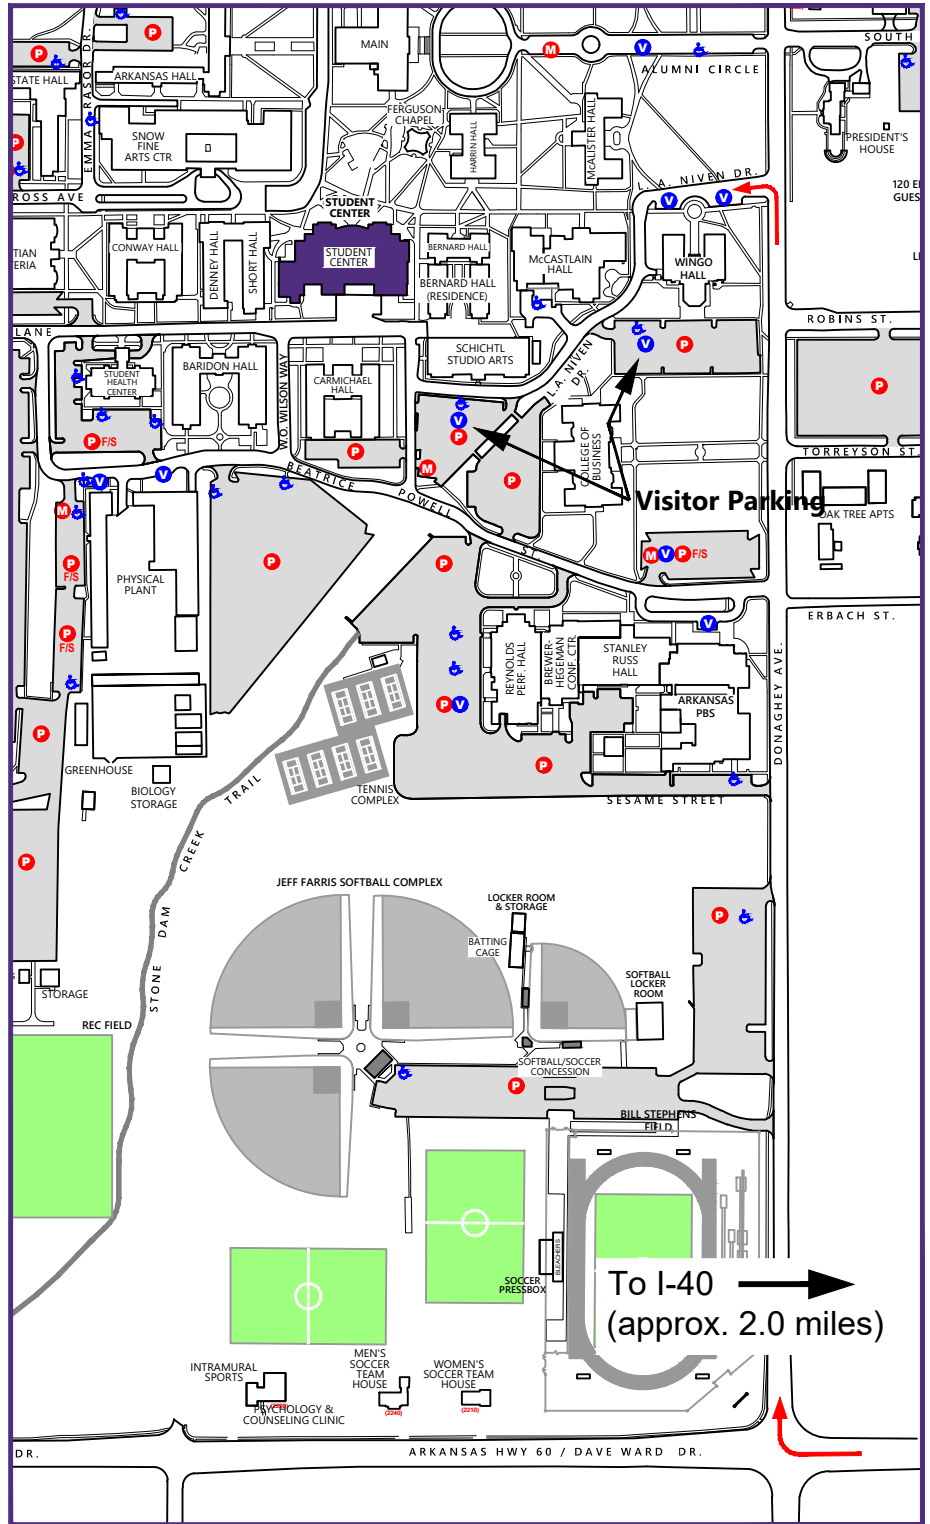 SOUTH
P
V
MAIN
M
V
ALUMNI CIRCLE
P
EMMA
RASOR DR.
STATE HALL
ARKANSAS HALL
FERGUSON
CHAPEL
HARRIN HALL
McALISTER HALL
SNOW
FINE
ARTS CTR
P
PRESIDENT'S
HOUSE
L. A. NIVEN DR.
V
V
120 E
GUES
ROSS AVE
STUDENT
CENTER
STUDENT
CENTER
CONWAY HALL
DENNEY HALL
SHORT HALL
BERNARD HALL
BERNARD HALL
(RESIDENCE)
McCASTLAIN
HALL
WINGO
HALL
TIAN
ERIA
LANE
ROBINS ST.
V
P
SCHICHTL
STUDIO ARTS
L.A. NIVEN
DR.
BARIDON HALL
W.O. WILSON WAY
CARMICHAEL
HALL
STUDENT
HEALTH
CENTER
P
P F/S
V
P
M
P
P
COLLEGE OF
BUSINESS
TORREYSON ST.
BEATRICE POWELL ST.
V
V
Visitor Parking
OAK TREE APTS
M
P
F/S
P
F/S
PHYSICAL
PLANT
P
P
M V P F/S
ERBACH ST.
V
REYNOLDS
PERF. HALL
BREWER-
HEGEMAN
CONF. CTR.
STANLEY
RUSS
HALL
ARKANSAS
PBS
DONAGHEY AVE.
P V
P
P
GREENHOUSE
BIOLOGY
STORAGE
TENNIS
COMPLEX
SESAME STREET
STONE DAM CREEK TRAIL
P
JEFF FARRIS SOFTBALL COMPLEX
LOCKER ROOM
& STORAGE
BATTING
CAGE
P
SOFTBALL
LOCKER
ROOM
STORAGE
REC FIELD
SOFTBALL/SOCCER
CONCESSION
P
BILL STEPHENS
FIELD
BLEACHERS
SOCCER
PRESSBOX
To I-40
(approx. 2.0 miles)
INTRAMURAL
SPORTS
PSYCHOLOGY &
COUNSELING CLINIC
MEN'S
SOCCER
TEAM
HOUSE
(2240)
WOMEN'S
SOCCER TEAM
HOUSE
(2210)
DR.
ARKANSAS HWY 60 / DAVE WARD DR.